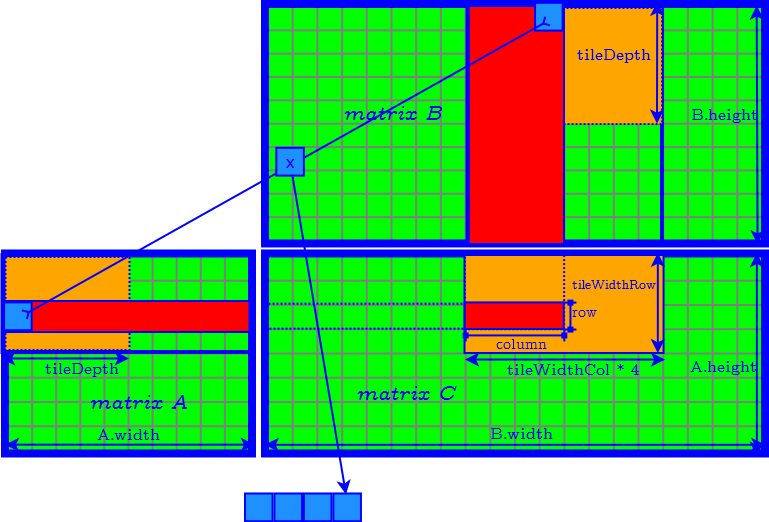 tileDepth
matrix B
B.height
x
tileWidthRow
row
column
tileDepth
tileWidthCol * 4
A.height
matrix A
matrix C
A.width
B.width